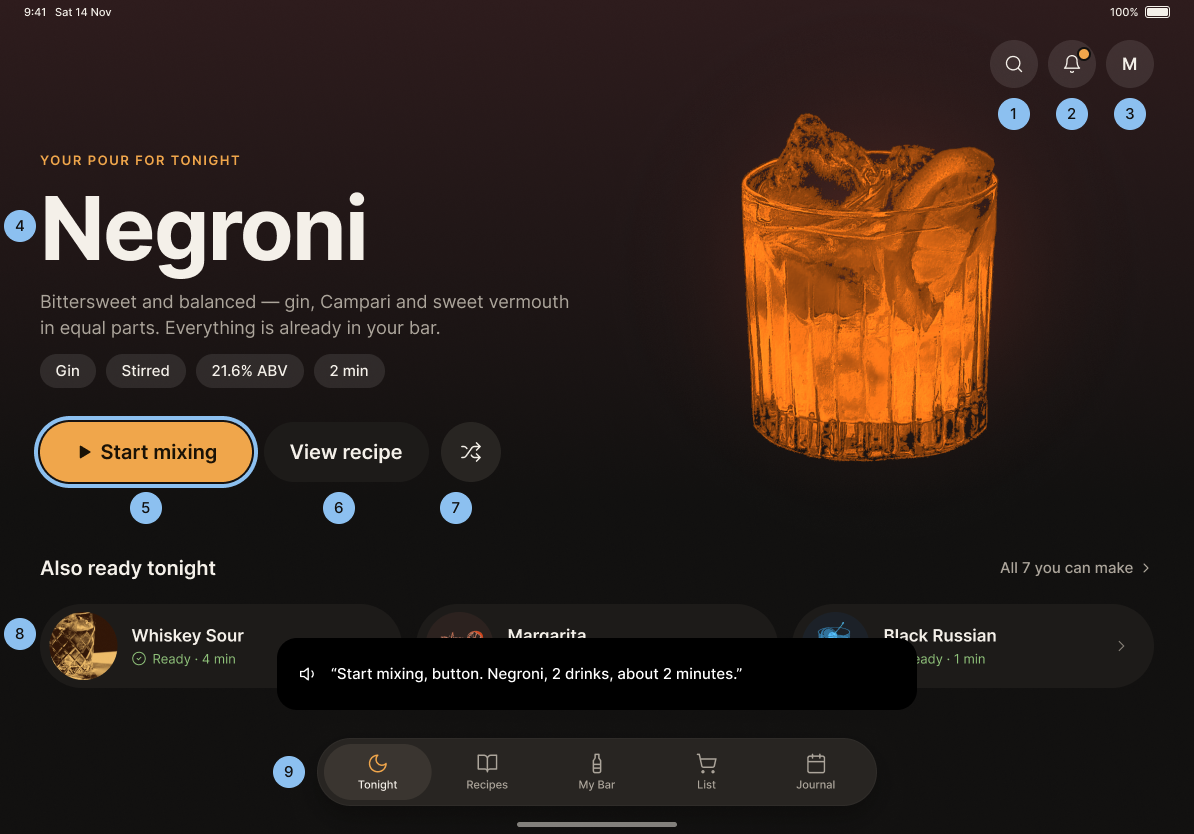 9:41 Sat 14 Nov
100%
M
1 2 3
YOUR POUR FOR TONIGHT
4 Negroni
Bittersweet and balanced — gin, Campari and sweet vermouth
in equal parts. Everything is already in your bar.
Gin Stirred 21.6% ABV 2 min
Start mixing View recipe
5 6 7
Also ready tonight
All 7 you can make
8
Whiskey Sour
Ready · 4 min
Margarita
Black Russian
eady · 1 min
“Start mixing, button. Negroni, 2 drinks, about 2 minutes.”
9
Tonight Recipes My Bar List Journal